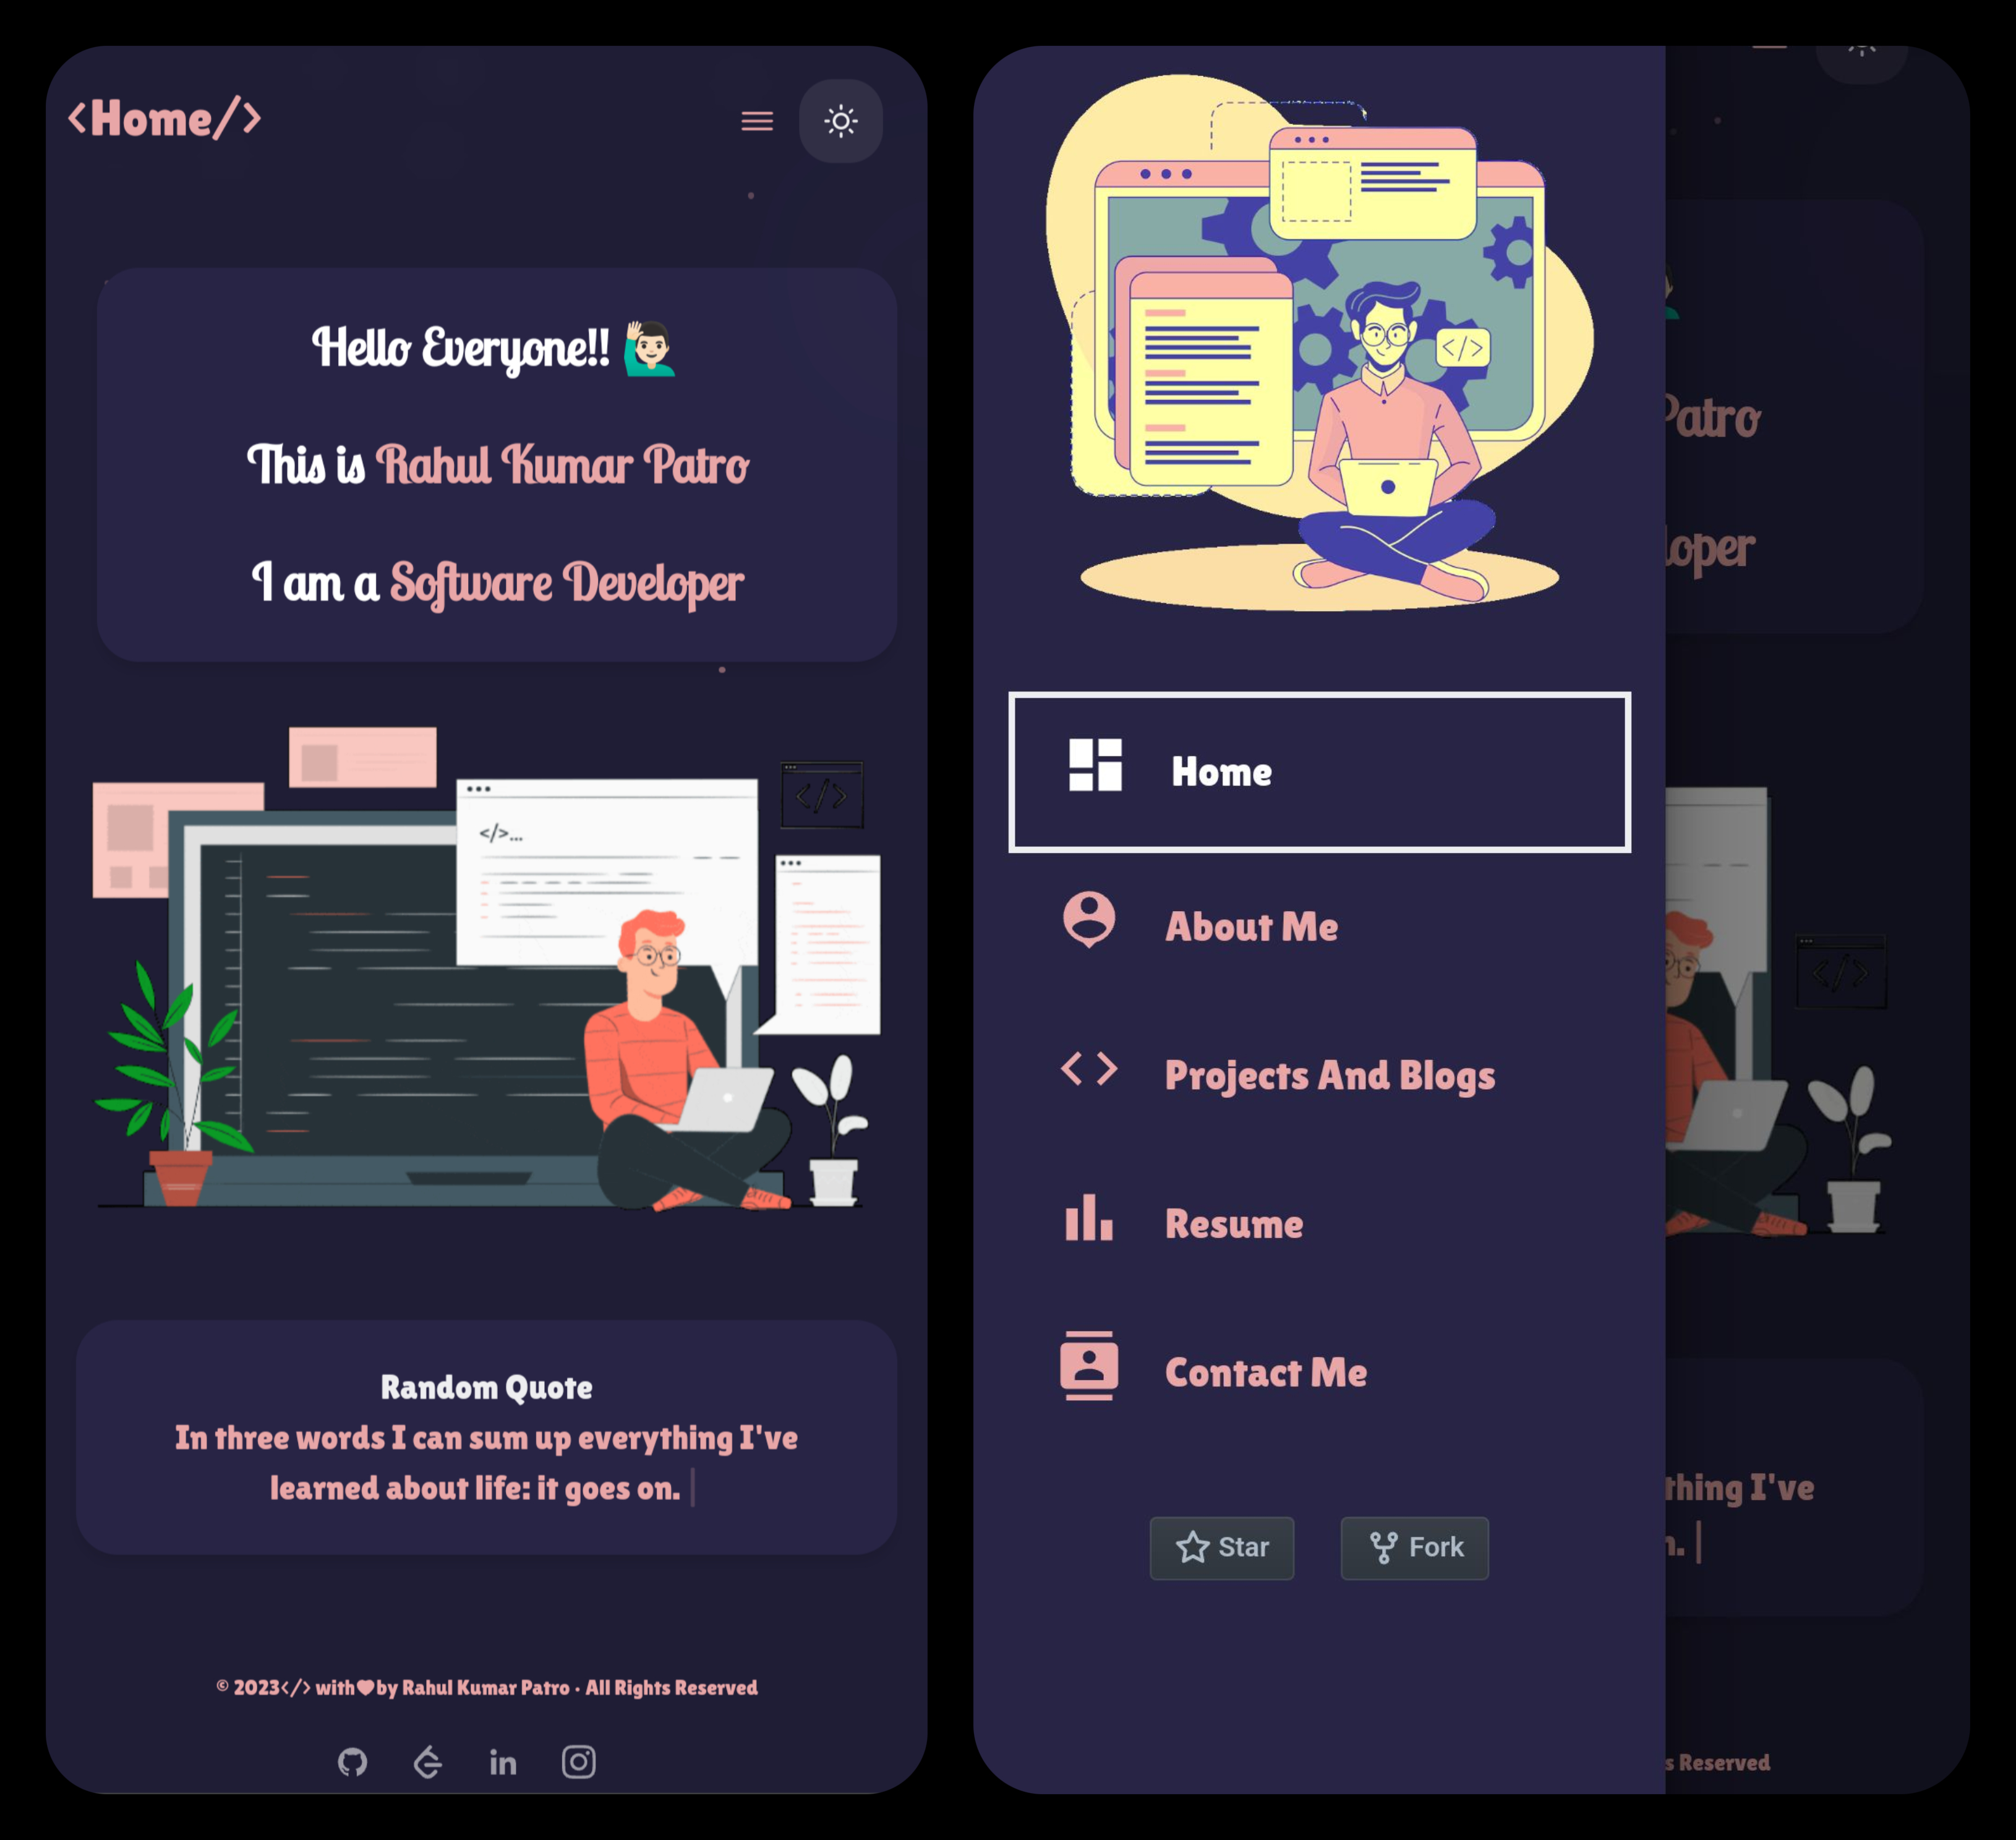 <Home/>
Hello Everyone!! 🙋🏻‍♂️
This is Rahul Kumar Patro
I am a Software Developer
</>...
</>
Random Quote
In three words I can sum up everything I've
learned about life: it goes on. |
© 2023</> with♥by Rahul Kumar Patro · All Rights Reserved
in
</>
Home
About Me
Projects And Blogs
Resume
Contact Me
Star
Fork
Patro
loper
</>
thing I've
n. |
s Reserved